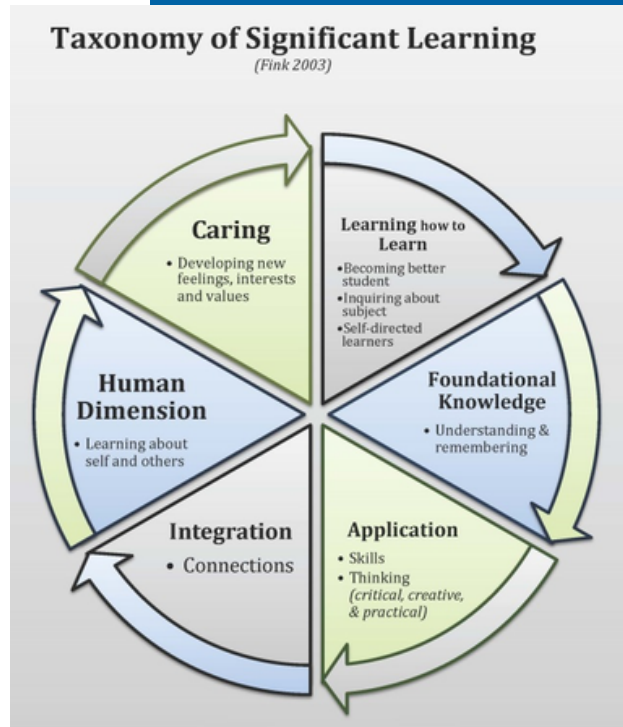 Taxonomy of Significant Learning
(Fink 2003)
Caring
• Developing new
feelings, interests
and values
Learning how to
Learn
•Becoming better
student
•Inquiring about
subject
•Self-directed
learners
Foundational
Knowledge
• Understanding &
remembering
Application
• Skills
• Thinking
(critical, creative,
& practical)
Integration
• Connections
Human
Dimension
• Learning about
self and others